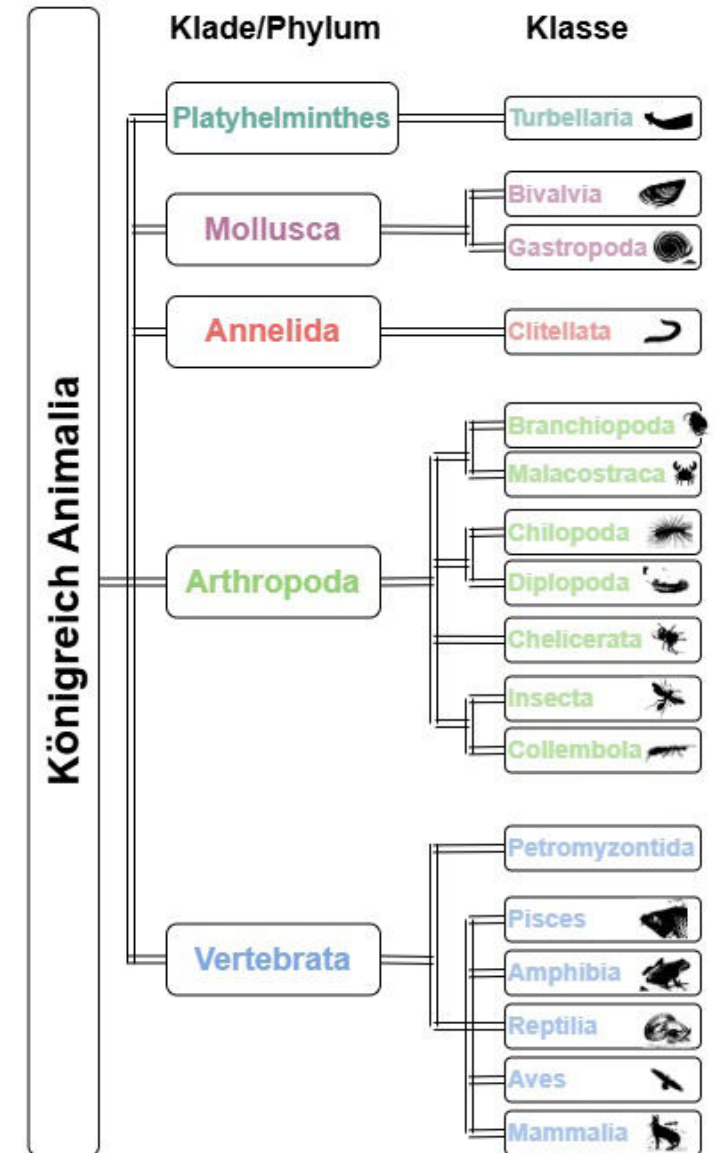 Klade/Phylum
Klasse
Königreich Animalia
Platyhelminthes
Turbellaria
Mollusca
Bivalvia
Gastropoda
Annelida
Clitellata
Arthropoda
Branchiopoda
Malacostraca
Chilopoda
Diplopoda
Chelicerata
Insecta
Collembola
Vertebrata
Petromyzontida
Pisces
Amphibia
Reptilia
Aves
Mammalia